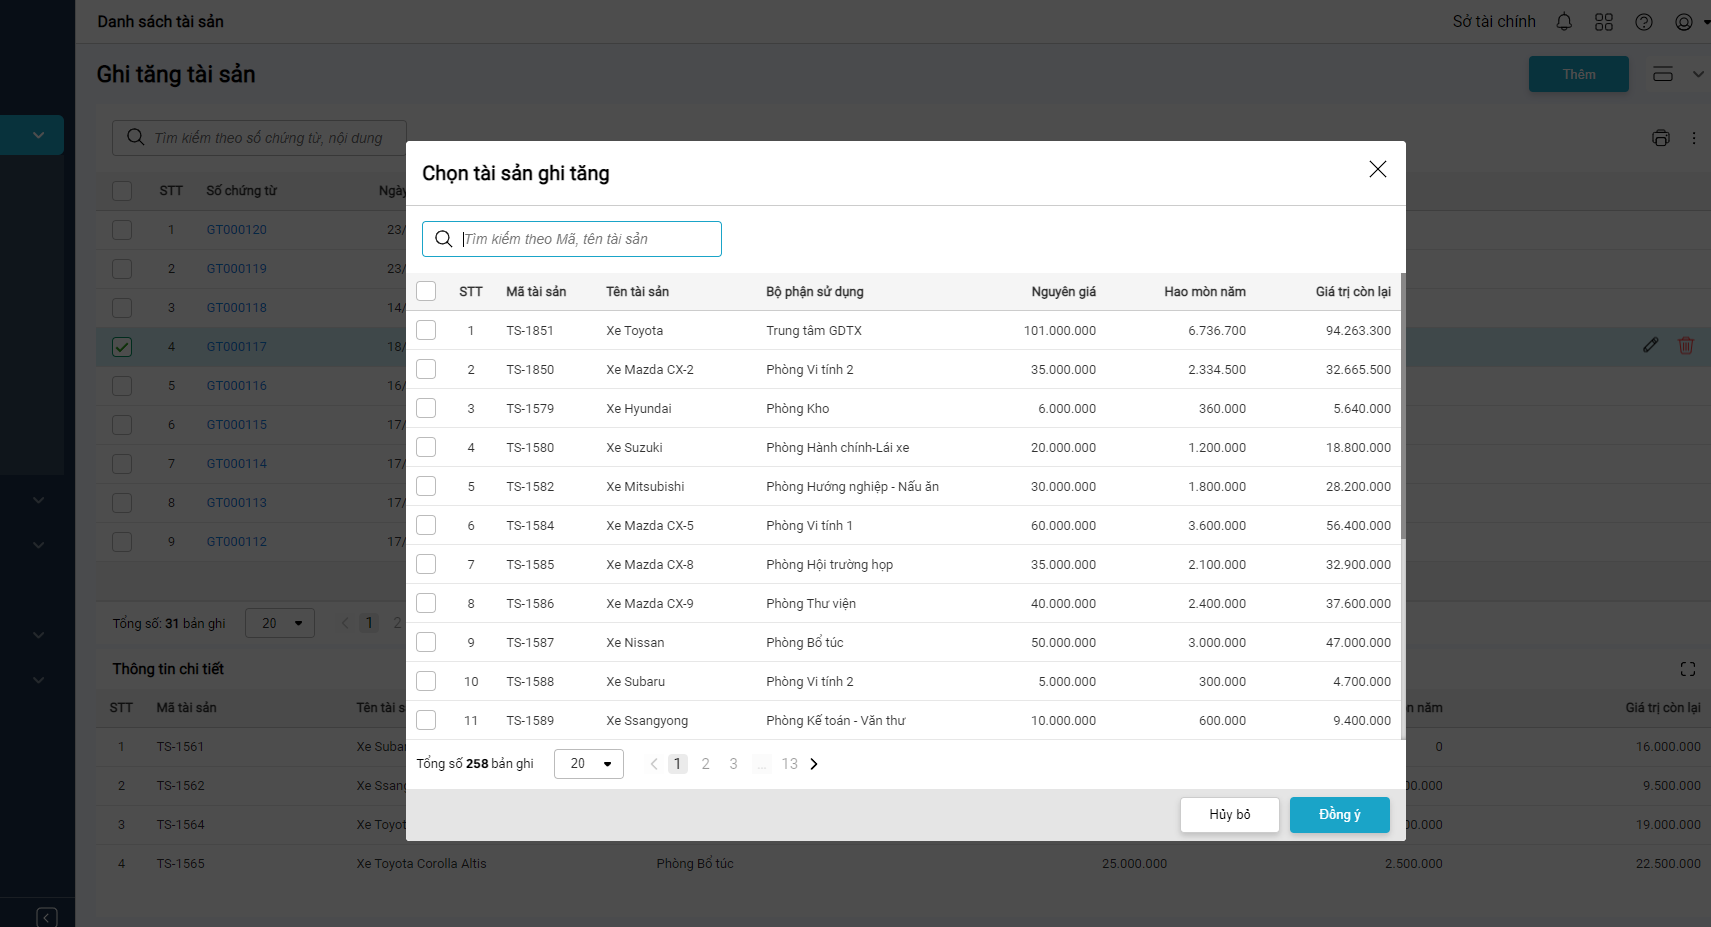 Danh sách tài sản
Sở tài chính
Ghi tăng tài sản
Thêm
Tìm kiếm theo số chứng từ, nội dung
STT Số chứng từ
1 GT000120 23/
2 GT000119 23/
3 GT000118 14/
4 GT000117 18/
5 GT000116 16/
6 GT000115 17/
7 GT000114 17/
8 GT000113 17/
9 GT000112 17/
Tổng số: 31 bản ghi 20 1 2
Chọn tài sản ghi tăng
Tìm kiếm theo Mã, tên tài sản
STT Mã tài sản Tên tài sản Bộ phận sử dụng Nguyên giá Hao mòn năm Giá trị còn lại
1 TS-1851 Xe Toyota Trung tâm GDTX 101.000.000 6.736.700 94.263.300
2 TS-1850 Xe Mazda CX-2 Phòng Vi tính 2 35.000.000 2.334.500 32.665.500
3 TS-1579 Xe Hyundai Phòng Kho 6.000.000 360.000 5.640.000
4 TS-1580 Xe Suzuki Phòng Hành chính-Lái xe 20.000.000 1.200.000 18.800.000
5 TS-1582 Xe Mitsubishi Phòng Hướng nghiệp - Nấu ăn 30.000.000 1.800.000 28.200.000
6 TS-1584 Xe Mazda CX-5 Phòng Vi tính 1 60.000.000 3.600.000 56.400.000
7 TS-1585 Xe Mazda CX-8 Phòng Hội trường họp 35.000.000 2.100.000 32.900.000
8 TS-1586 Xe Mazda CX-9 Phòng Thư viện 40.000.000 2.400.000 37.600.000
9 TS-1587 Xe Nissan Phòng Bổ túc 50.000.000 3.000.000 47.000.000
10 TS-1588 Xe Subaru Phòng Vi tính 2 5.000.000 300.000 4.700.000
11 TS-1589 Xe Ssangyong Phòng Kế toán - Văn thư 10.000.000 600.000 9.400.000
Tổng số 258 bản ghi 20 1 2 3 ... 13
Hủy bỏ Đồng ý
Thông tin chi tiết
STT Mã tài sản Tên tài năm Giá trị còn lại
1 TS-1561 Xe 0 16.000.000
2 TS-1562 Xe 9.500.000
3 TS-1564 Xe 19.000.000
4 TS-1565 Xe Toyota Corolla Altis Phòng Bổ túc 25.000.000 2.500.000 22.500.000